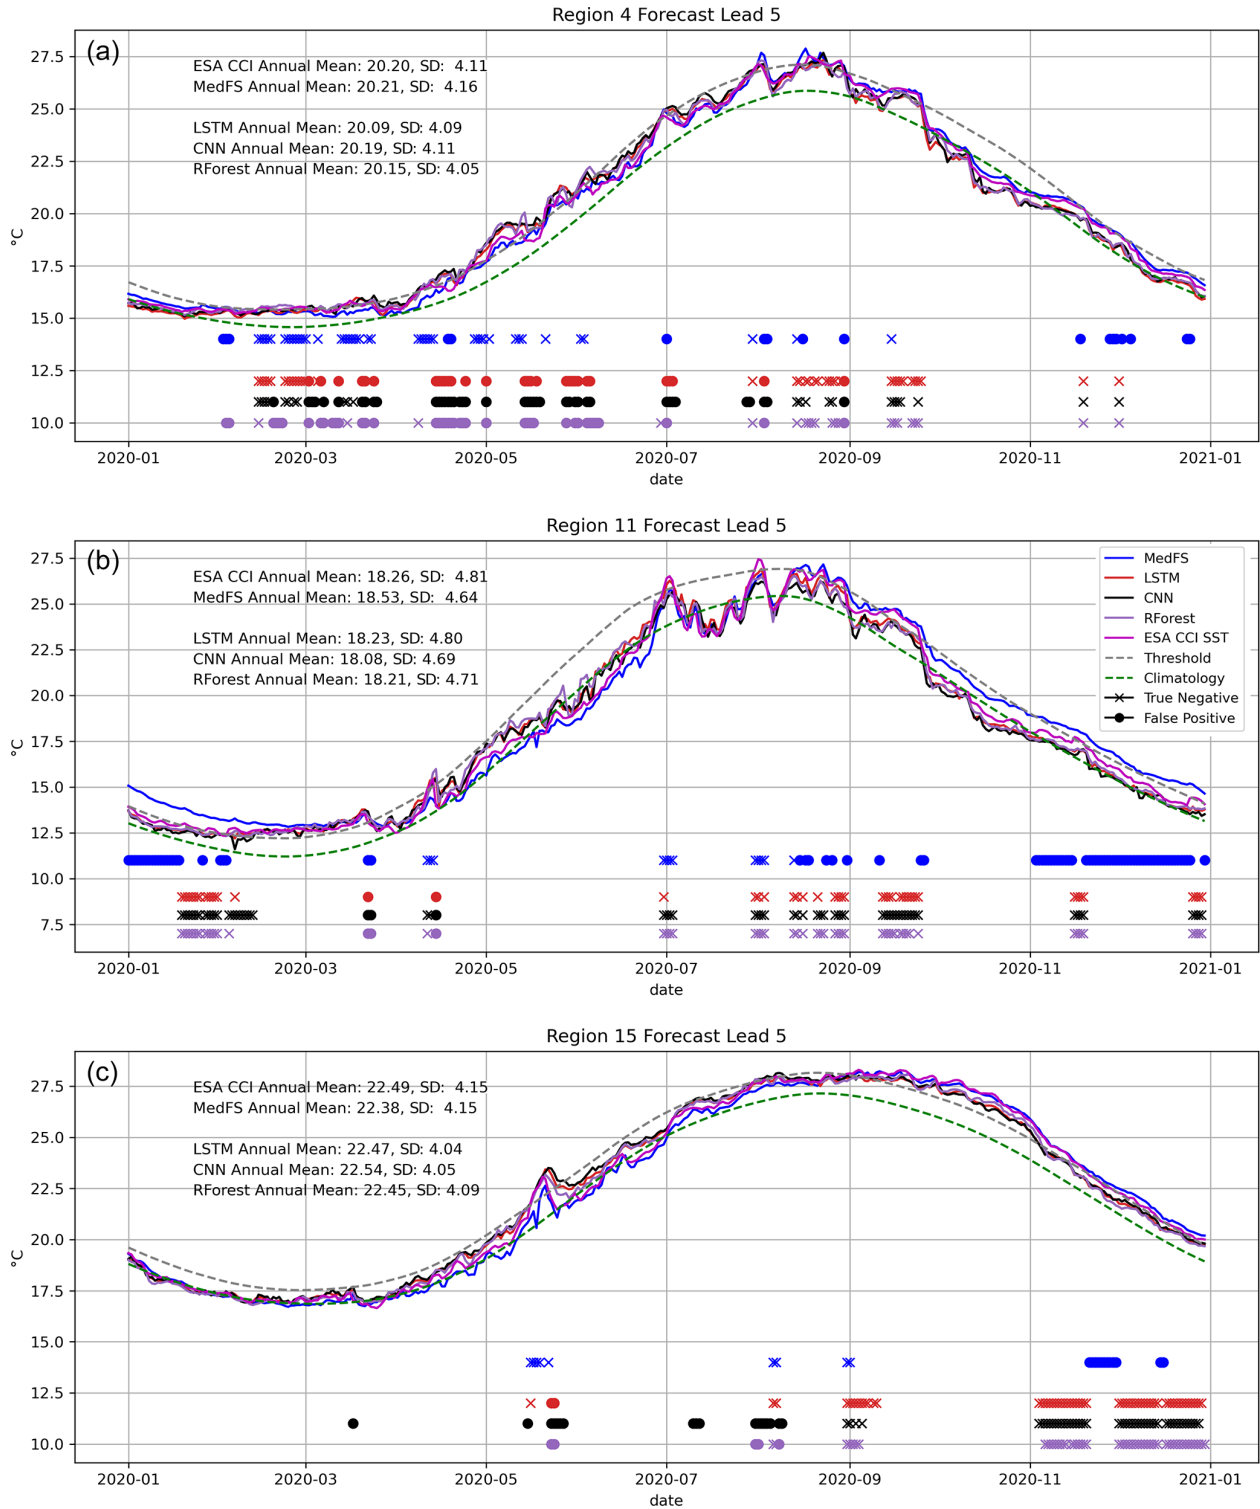 Region 4 Forecast Lead 5
(a)
ESA CCI Annual Mean: 20.20, SD: 4.11
MedFS Annual Mean: 20.21, SD: 4.16
LSTM Annual Mean: 20.09, SD: 4.09
CNN Annual Mean: 20.19, SD: 4.11
RForest Annual Mean: 20.15, SD: 4.05
27.5
25.0
22.5
20.0
17.5
15.0
12.5
10.0
°C
2020-01 2020-03 2020-05 2020-07 2020-09 2020-11 2021-01
date
Region 11 Forecast Lead 5
(b)
ESA CCI Annual Mean: 18.26, SD: 4.81
MedFS Annual Mean: 18.53, SD: 4.64
LSTM Annual Mean: 18.23, SD: 4.80
CNN Annual Mean: 18.08, SD: 4.69
RForest Annual Mean: 18.21, SD: 4.71
MedFS
LSTM
CNN
RForest
ESA CCI SST
Threshold
Climatology
True Negative
False Positive
27.5
25.0
22.5
20.0
17.5
15.0
12.5
10.0
7.5
°C
2020-01 2020-03 2020-05 2020-07 2020-09 2020-11 2021-01
date
Region 15 Forecast Lead 5
(c)
ESA CCI Annual Mean: 22.49, SD: 4.15
MedFS Annual Mean: 22.38, SD: 4.15
LSTM Annual Mean: 22.47, SD: 4.04
CNN Annual Mean: 22.54, SD: 4.05
RForest Annual Mean: 22.45, SD: 4.09
27.5
25.0
22.5
20.0
17.5
15.0
12.5
10.0
°C
2020-01 2020-03 2020-05 2020-07 2020-09 2020-11 2021-01
date